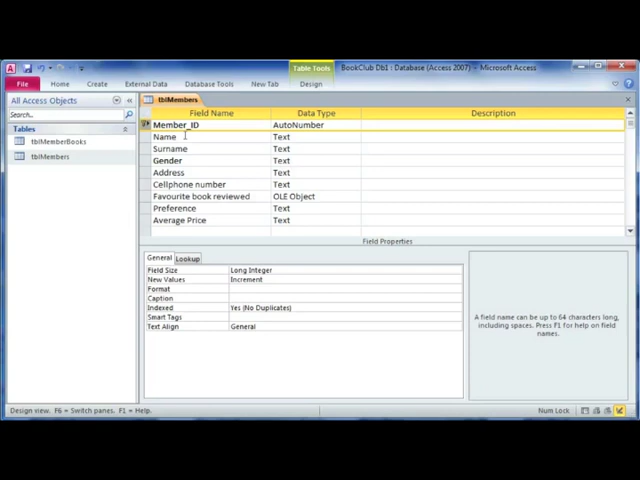 Table Tools
BookClub Db1 : Database (Access 2007) - Microsoft Access
File Home Create External Data Database Tools New Tab Design
All Access Objects
tblMembers
Search...
Field Name Data Type Description
Tables
Member_ID AutoNumber
tblMemberBooks
Name Text
tblMembers
Surname Text
Gender Text
Address Text
Cellphone number Text
Favourite book reviewed OLE Object
Preference Text
Average Price Text
Field Properties
General Lookup
Field Size Long Integer
New Values Increment
Format
Caption
Indexed Yes (No Duplicates)
Smart Tags
Text Align General
A field name can be up to 64 characters long,
including spaces. Press F1 for help on field
names.
Design view. F6 = Switch panes. F1 = Help.
Num Lock